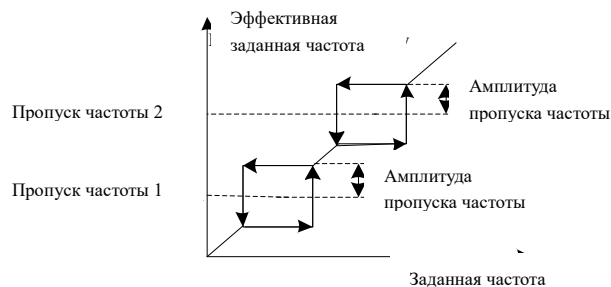 Эффективная
заданная частота
Амплитуда
пропуска частоты
Пропуск частоты 2
Амплитуда
пропуска частоты
Пропуск частоты 1
Заданная частота